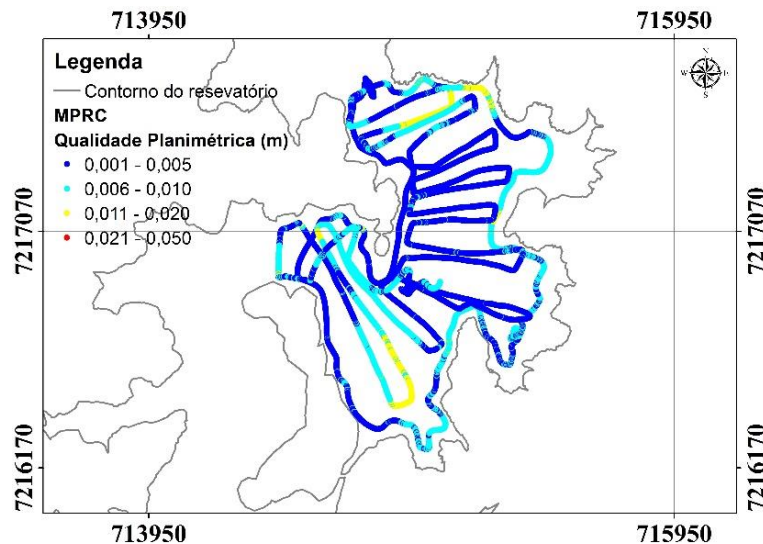 713950
715950
Legenda
Contorno do resevatório
MPRC
Qualidade Planimétrica (m)
0,001 - 0,005
0,006 - 0,010
0,011 - 0,020
0,021 - 0,050
N
W E
S
7217070
7217070
7216170
7216170
713950
715950